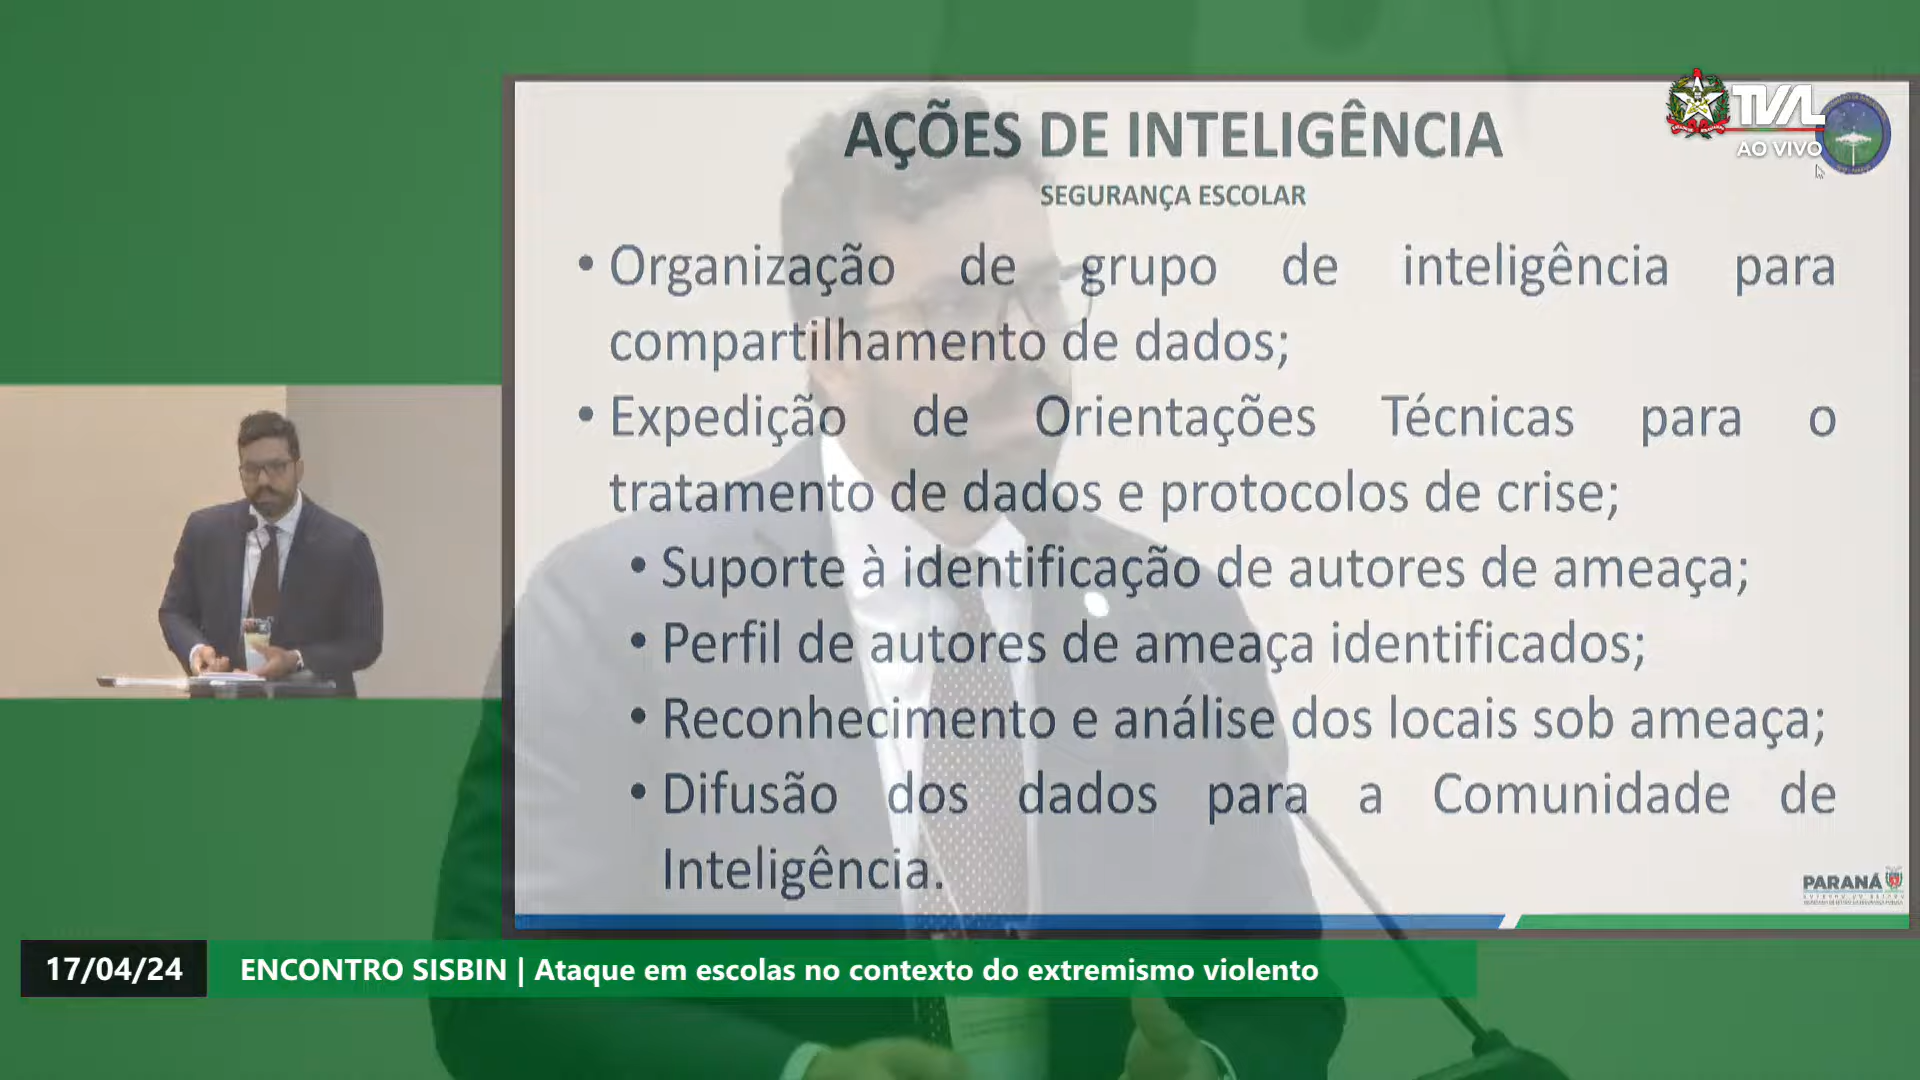 AÇÕES DE INTELIGÊNCIA
SEGURANÇA ESCOLAR
• Organização de grupo de inteligência para
compartilhamento de dados;
• Expedição de Orientações Técnicas para o
tratamento de dados e protocolos de crise;
• Suporte à identificação de autores de ameaça;
• Perfil de autores de ameaça identificados;
• Reconhecimento e análise dos locais sob ameaça;
• Difusão dos dados para a Comunidade de
Inteligência.
TVAL
AO VIVO
PARANÁ
17/04/24
ENCONTRO SISBIN | Ataque em escolas no contexto do extremismo violento